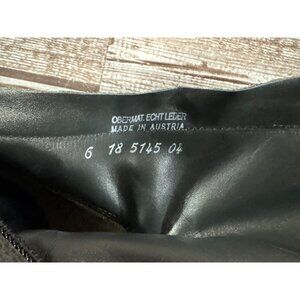 OBERMAT. ECHT LEDER
MADE IN AUSTRIA
6 18 5145 04